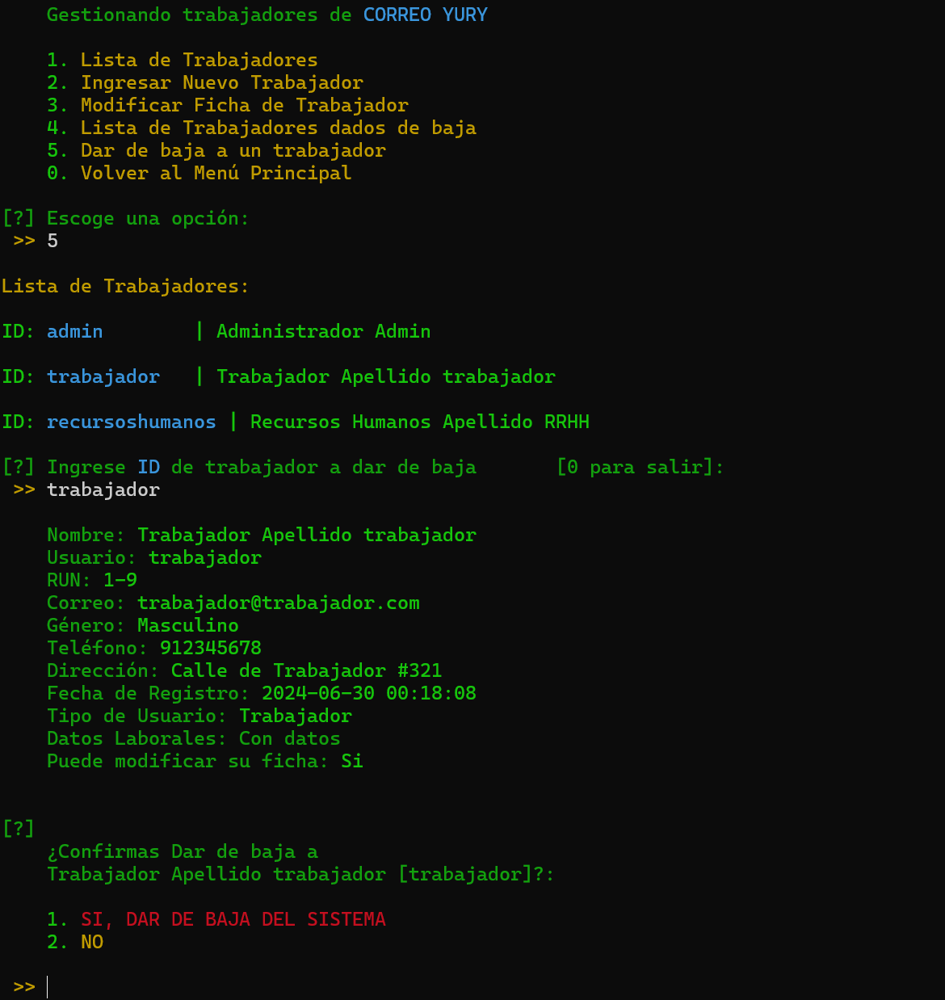 Gestionando trabajadores de CORREO YURY
1. Lista de Trabajadores
2. Ingresar Nuevo Trabajador
3. Modificar Ficha de Trabajador
4. Lista de Trabajadores dados de baja
5. Dar de baja a un trabajador
0. Volver al Menú Principal
[?] Escoge una opción:
>> 5
Lista de Trabajadores:
ID: admin | Administrador Admin
ID: trabajador | Trabajador Apellido trabajador
ID: recursoshumanos | Recursos Humanos Apellido RRHH
[?] Ingrese ID de trabajador a dar de baja [0 para salir]:
>> trabajador
Nombre: Trabajador Apellido trabajador
Usuario: trabajador
RUN: 1-9
Correo: trabajador@trabajador.com
Género: Masculino
Teléfono: 912345678
Dirección: Calle de Trabajador #321
Fecha de Registro: 2024-06-30 00:18:08
Tipo de Usuario: Trabajador
Datos Laborales: Con datos
Puede modificar su ficha: Si
[?]
¿Confirmas Dar de baja a
Trabajador Apellido trabajador [trabajador]?:
1. SI, DAR DE BAJA DEL SISTEMA
2. NO
>>